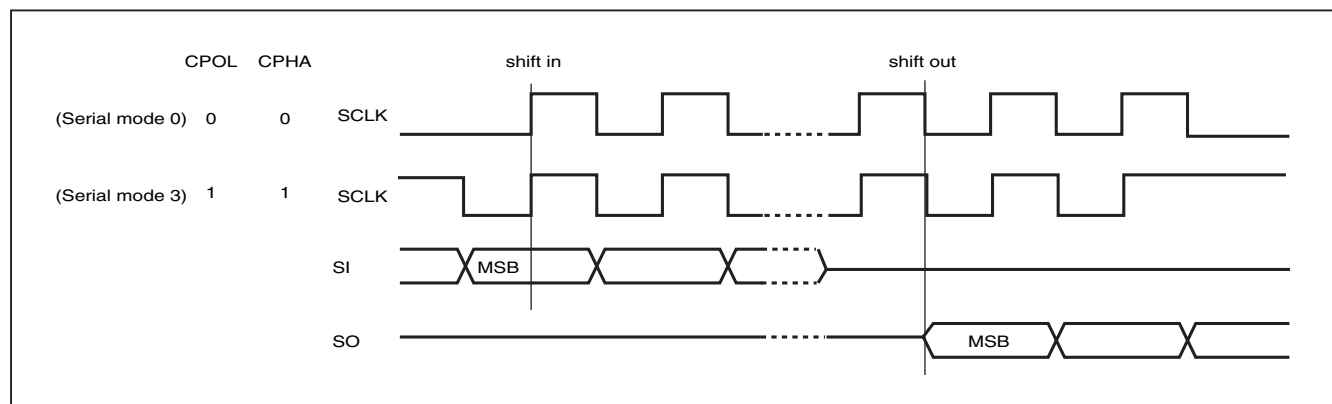 CPOL CPHA shift in shift out
(Serial mode 0) 0 0 SCLK
(Serial mode 3) 1 1 SCLK
SI MSB
SO MSB